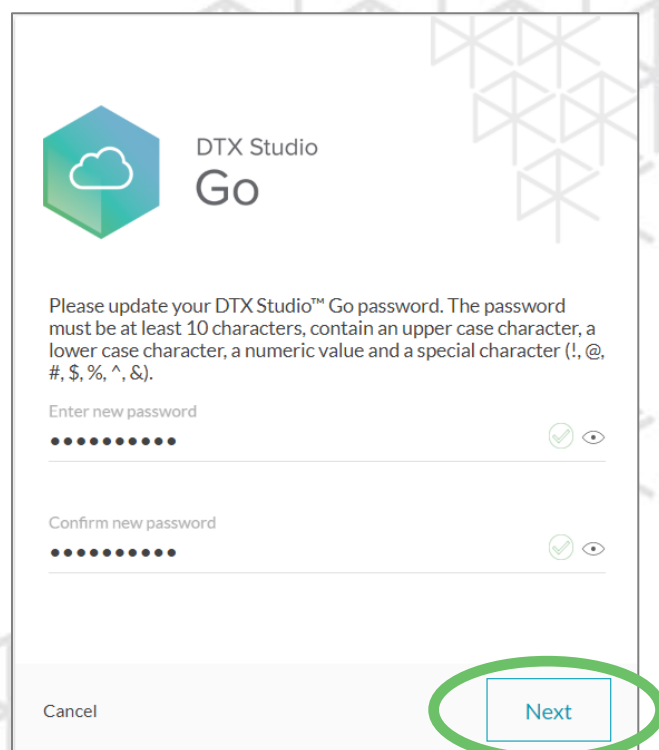 DTX Studio
Go
Please update your DTX Studio™ Go password. The password
must be at least 10 characters, contain an upper case character, a
lower case character, a numeric value and a special character (!, @,
#, $, %, ^, &).
Enter new password
••••••••••
Confirm new password
••••••••••
Cancel
Next